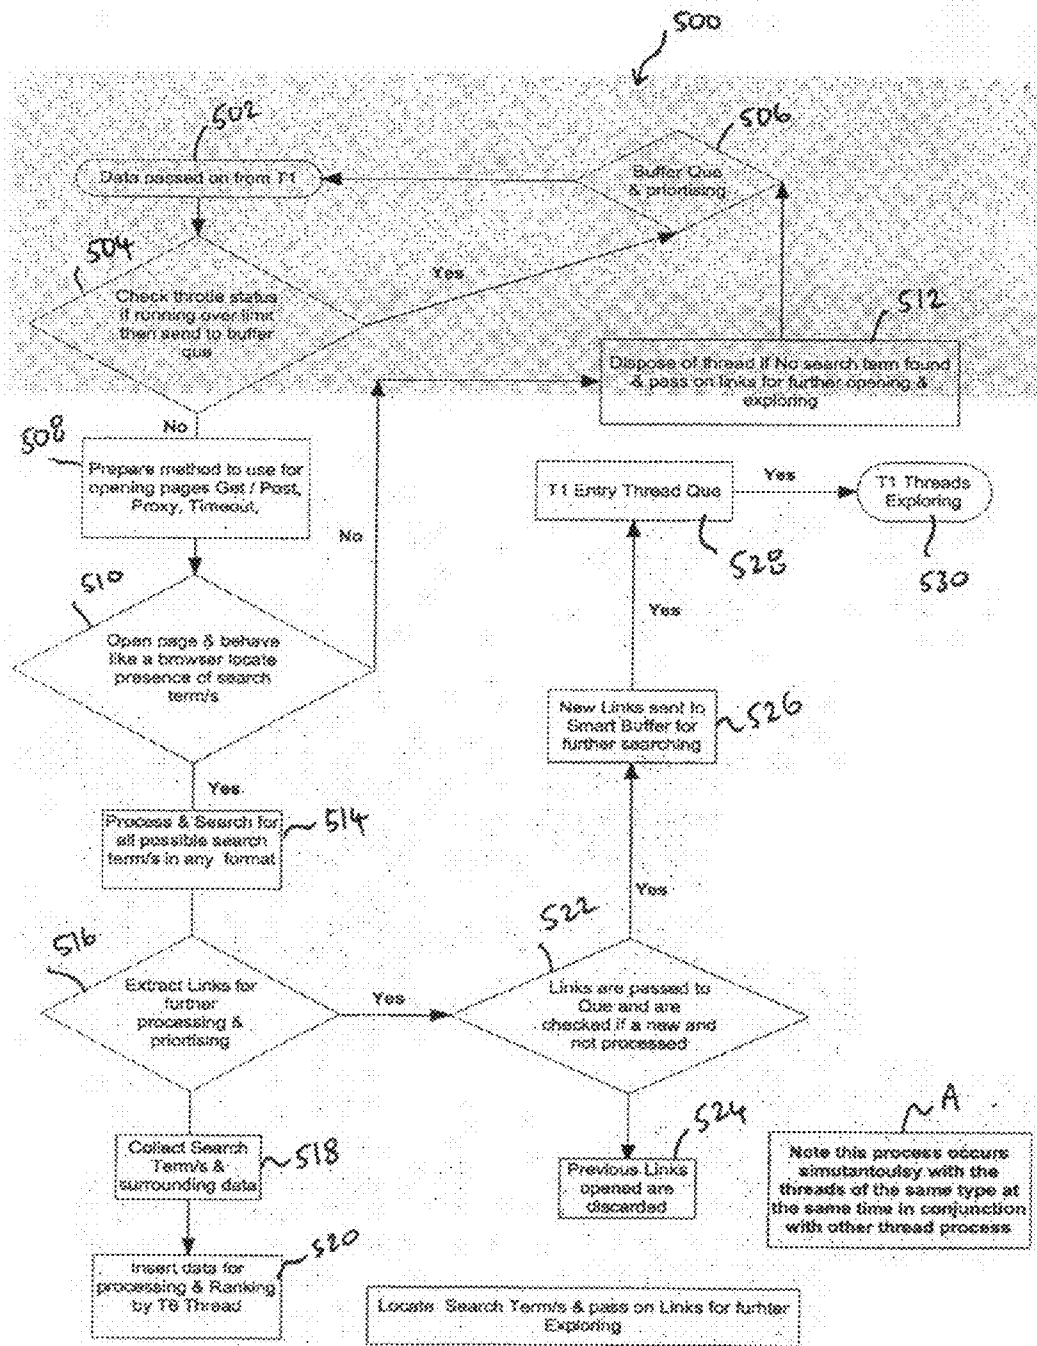 500
502
506
Data passed on from T1
Buffer Que
& priortising
504
Yes
Check throtle status
if running over limit
then send to buffer
que
512
Dispose of thread if No search term found
& pass on links for further opening &
exploring
No
508
Prepare method to use for
opening pages Get / Post,
Proxy, Timeout,
T1 Entry Thread Que
Yes
T1 Threads
Exploring
No
528
530
510
Open page & behave
like a browser locate
presence of search
term/s
Yes
New Links sent to
Smart Buffer for
further searching
526
Yes
Process & Search for
all possible search
term/s in any format
514
Yes
522
516
Extract Links for
further
processing &
priortising
Yes
Links are passed to
Que and are
checked if a new and
not processed
524
A
Collect Search
Term/s &
surrounding data
518
Previous Links
opened are
discarded
Note this process occurs
simutantoulsy with the
threads of the same type at
the same time in conjunction
with other thread process
520
Insert data for
processing & Ranking
by T6 Thread
Locate Search Term/s & pass on Links for furhter
Exploring